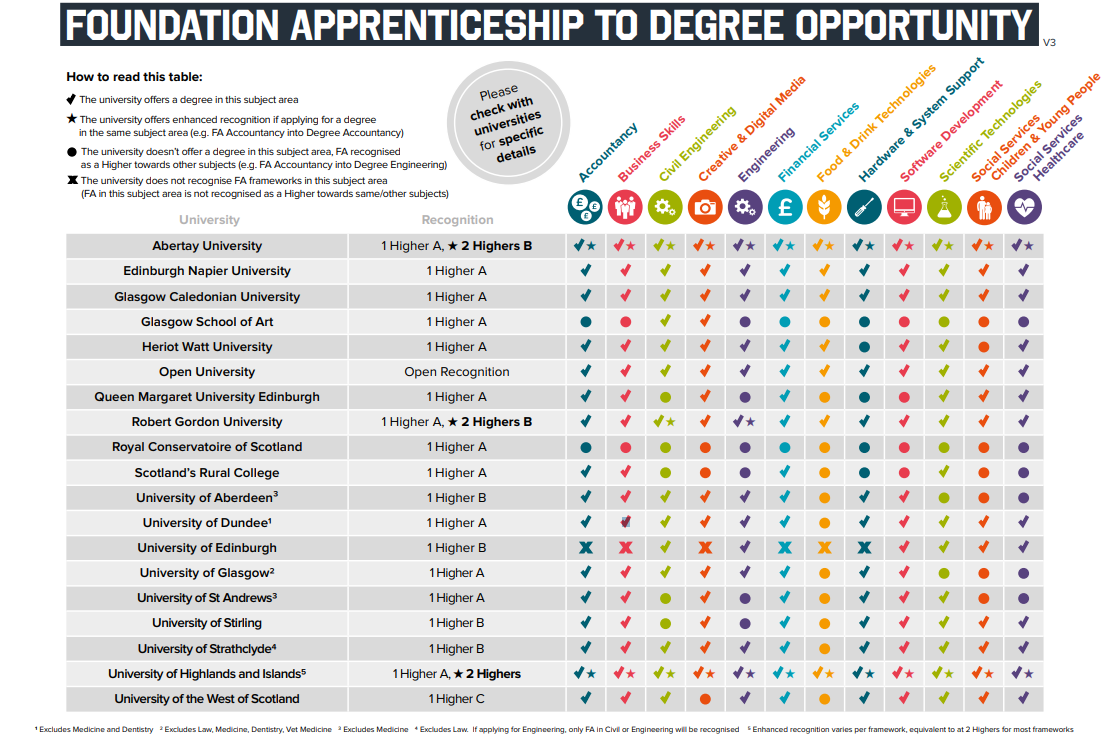 FOUNDATION APPRENTICESHIP TO DEGREE OPPORTUNITY
V3
How to read this table:
✓ The university offers a degree in this subject area
★ The university offers enhanced recognition if applying for a degree
in the same subject area (e.g. FA Accountancy into Degree Accountancy)
● The university doesn't offer a degree in this subject area, FA recognised
as a Higher towards other subjects (e.g. FA Accountancy into Degree Engineering)
✗ The university does not recognise FA frameworks in this subject area
(FA in this subject area is not recognised as a Higher towards same/other subjects)
Please
check with
universities
for specific
details
Accountancy
Business Skills
Civil Engineering
Creative & Digital Media
Engineering
Financial Services
Food & Drink Technologies
Hardware & System Support
Software Development
Scientific Technologies
Social Services
Children & Young People
Social Services
Healthcare
University Recognition
Abertay University 1 Higher A, ★ 2 Highers B
Edinburgh Napier University 1 Higher A
Glasgow Caledonian University 1 Higher A
Glasgow School of Art 1 Higher A
Heriot Watt University 1 Higher A
Open University Open Recognition
Queen Margaret University Edinburgh 1 Higher A
Robert Gordon University 1 Higher A, ★ 2 Highers B
Royal Conservatoire of Scotland 1 Higher A
Scotland's Rural College 1 Higher A
University of Aberdeen³ 1 Higher B
University of Dundee¹ 1 Higher A
University of Edinburgh 1 Higher B
University of Glasgow² 1 Higher A
University of St Andrews³ 1 Higher A
University of Stirling 1 Higher B
University of Strathclyde⁴ 1 Higher B
University of Highlands and Islands⁵ 1 Higher A, ★ 2 Highers
University of the West of Scotland 1 Higher C
¹ Excludes Medicine and Dentistry ² Excludes Law, Medicine, Dentistry, Vet Medicine ³ Excludes Medicine ⁴ Excludes Law. If applying for Engineering, only FA in Civil or Engineering will be recognised ⁵ Enhanced recognition varies per framework, equivalent to at 2 Highers for most frameworks